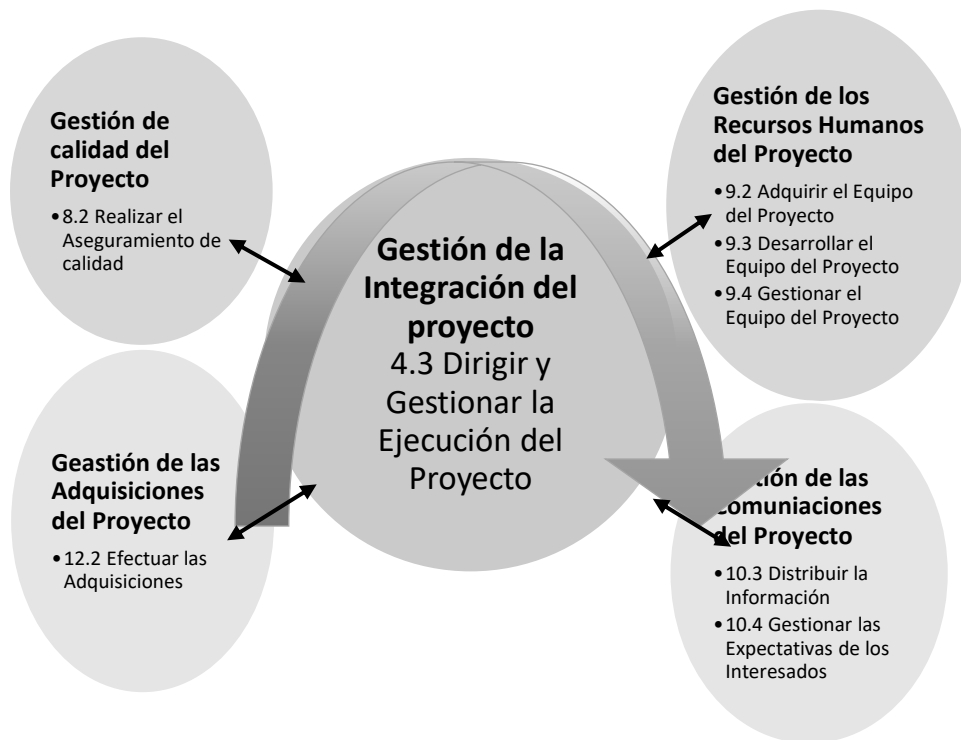 Gestión de
calidad del
Proyecto
•8.2 Realizar el
Aseguramiento de
calidad
Gestión de los
Recursos Humanos
del Proyecto
•9.2 Adquirir el Equipo
del Proyecto
•9.3 Desarrollar el
Equipo del Proyecto
•9.4 Gestionar el
Equipo del Proyecto
Gestión de la
Integración del
proyecto
4.3 Dirigir y
Gestionar la
Ejecución del
Proyecto
Geastión de las
Adquisiciones
del Proyecto
•12.2 Efectuar las
Adquisiciones
de las
Comuniaciones
del Proyecto
•10.3 Distribuir la
Información
•10.4 Gestionar las
Expectativas de los
Interesados